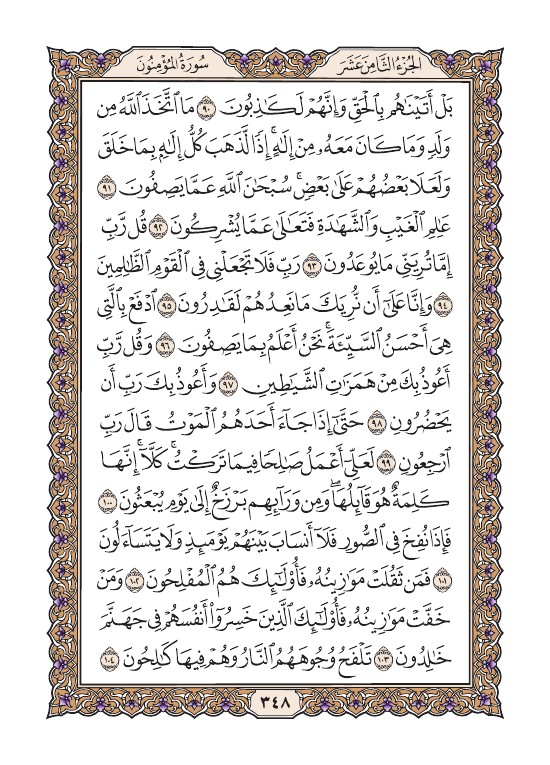 الجزء الثامن عشر
سورة المؤمنون
بَلْ أَتَيْنَٰهُم بِٱلْحَقِّ وَإِنَّهُمْ لَكَٰذِبُونَ ٩٠ مَا ٱتَّخَذَ ٱللَّهُ مِن
وَلَدٍ وَمَا كَانَ مَعَهُۥ مِنْ إِلَٰهٍ ۚ إِذًا لَّذَهَبَ كُلُّ إِلَٰهٍۭ بِمَا خَلَقَ
وَلَعَلَا بَعْضُهُمْ عَلَىٰ بَعْضٍ ۚ سُبْحَٰنَ ٱللَّهِ عَمَّا يَصِفُونَ ٩١
عَٰلِمِ ٱلْغَيْبِ وَٱلشَّهَٰدَةِ فَتَعَٰلَىٰ عَمَّا يُشْرِكُونَ ٩٢ قُل رَّبِّ
إِمَّا تُرِيَنِّي مَا يُوعَدُونَ ٩٣ رَبِّ فَلَا تَجْعَلْنِي فِي ٱلْقَوْمِ ٱلظَّٰلِمِينَ
٩٤ وَإِنَّا عَلَىٰٓ أَن نُّرِيَكَ مَا نَعِدُهُمْ لَقَٰدِرُونَ ٩٥ ٱدْفَعْ بِٱلَّتِي
هِيَ أَحْسَنُ ٱلسَّيِّئَةَ ۚ نَحْنُ أَعْلَمُ بِمَا يَصِفُونَ ٩٦ وَقُل رَّبِّ
أَعُوذُ بِكَ مِنْ هَمَزَٰتِ ٱلشَّيَٰطِينِ ٩٧ وَأَعُوذُ بِكَ رَبِّ أَن
يَحْضُرُونِ ٩٨ حَتَّىٰٓ إِذَا جَآءَ أَحَدَهُمُ ٱلْمَوْتُ قَالَ رَبِّ
ٱرْجِعُونِ ٩٩ لَعَلِّيٓ أَعْمَلُ صَٰلِحًا فِيمَا تَرَكْتُ ۚ كَلَّآ ۚ إِنَّهَا
كَلِمَةٌ هُوَ قَآئِلُهَا ۖ وَمِن وَرَآئِهِم بَرْزَخٌ إِلَىٰ يَوْمِ يُبْعَثُونَ ١٠٠
فَإِذَا نُفِخَ فِي ٱلصُّورِ فَلَآ أَنسَابَ بَيْنَهُمْ يَوْمَئِذٍ وَلَا يَتَسَآءَلُونَ
١٠١ فَمَن ثَقُلَتْ مَوَٰزِينُهُۥ فَأُو۟لَٰٓئِكَ هُمُ ٱلْمُفْلِحُونَ ١٠٢ وَمَنْ
خَفَّتْ مَوَٰزِينُهُۥ فَأُو۟لَٰٓئِكَ ٱلَّذِينَ خَسِرُوٓا۟ أَنفُسَهُمْ فِي جَهَنَّمَ
خَٰلِدُونَ ١٠٣ تَلْفَحُ وُجُوهَهُمُ ٱلنَّارُ وَهُمْ فِيهَا كَٰلِحُونَ ١٠٤
٣٤٨